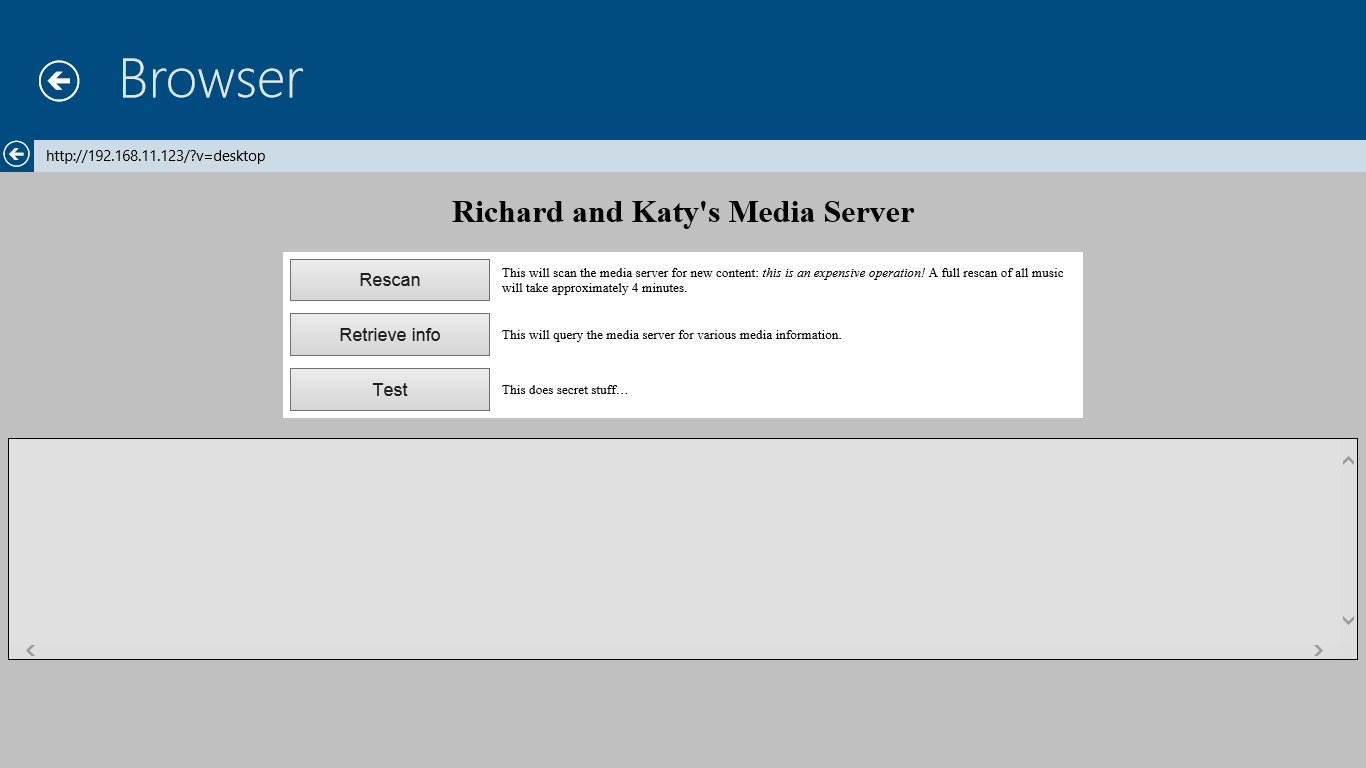 Browser
http://192.168.11.123/?v=desktop
Richard and Katy's Media Server
Rescan
This will scan the media server for new content: this is an expensive operation! A full rescan of all music
will take approximately 4 minutes.
Retrieve info
This will query the media server for various media information.
Test
This does secret stuff…